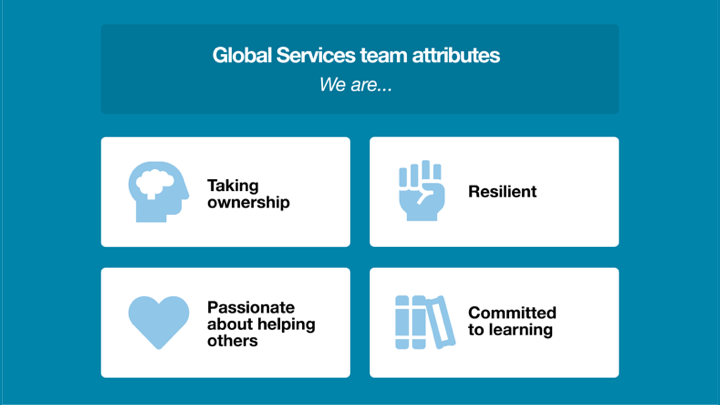 Global Services team attributes
We are...
Taking
ownership
Resilient
Passionate
about helping
others
Committed
to learning